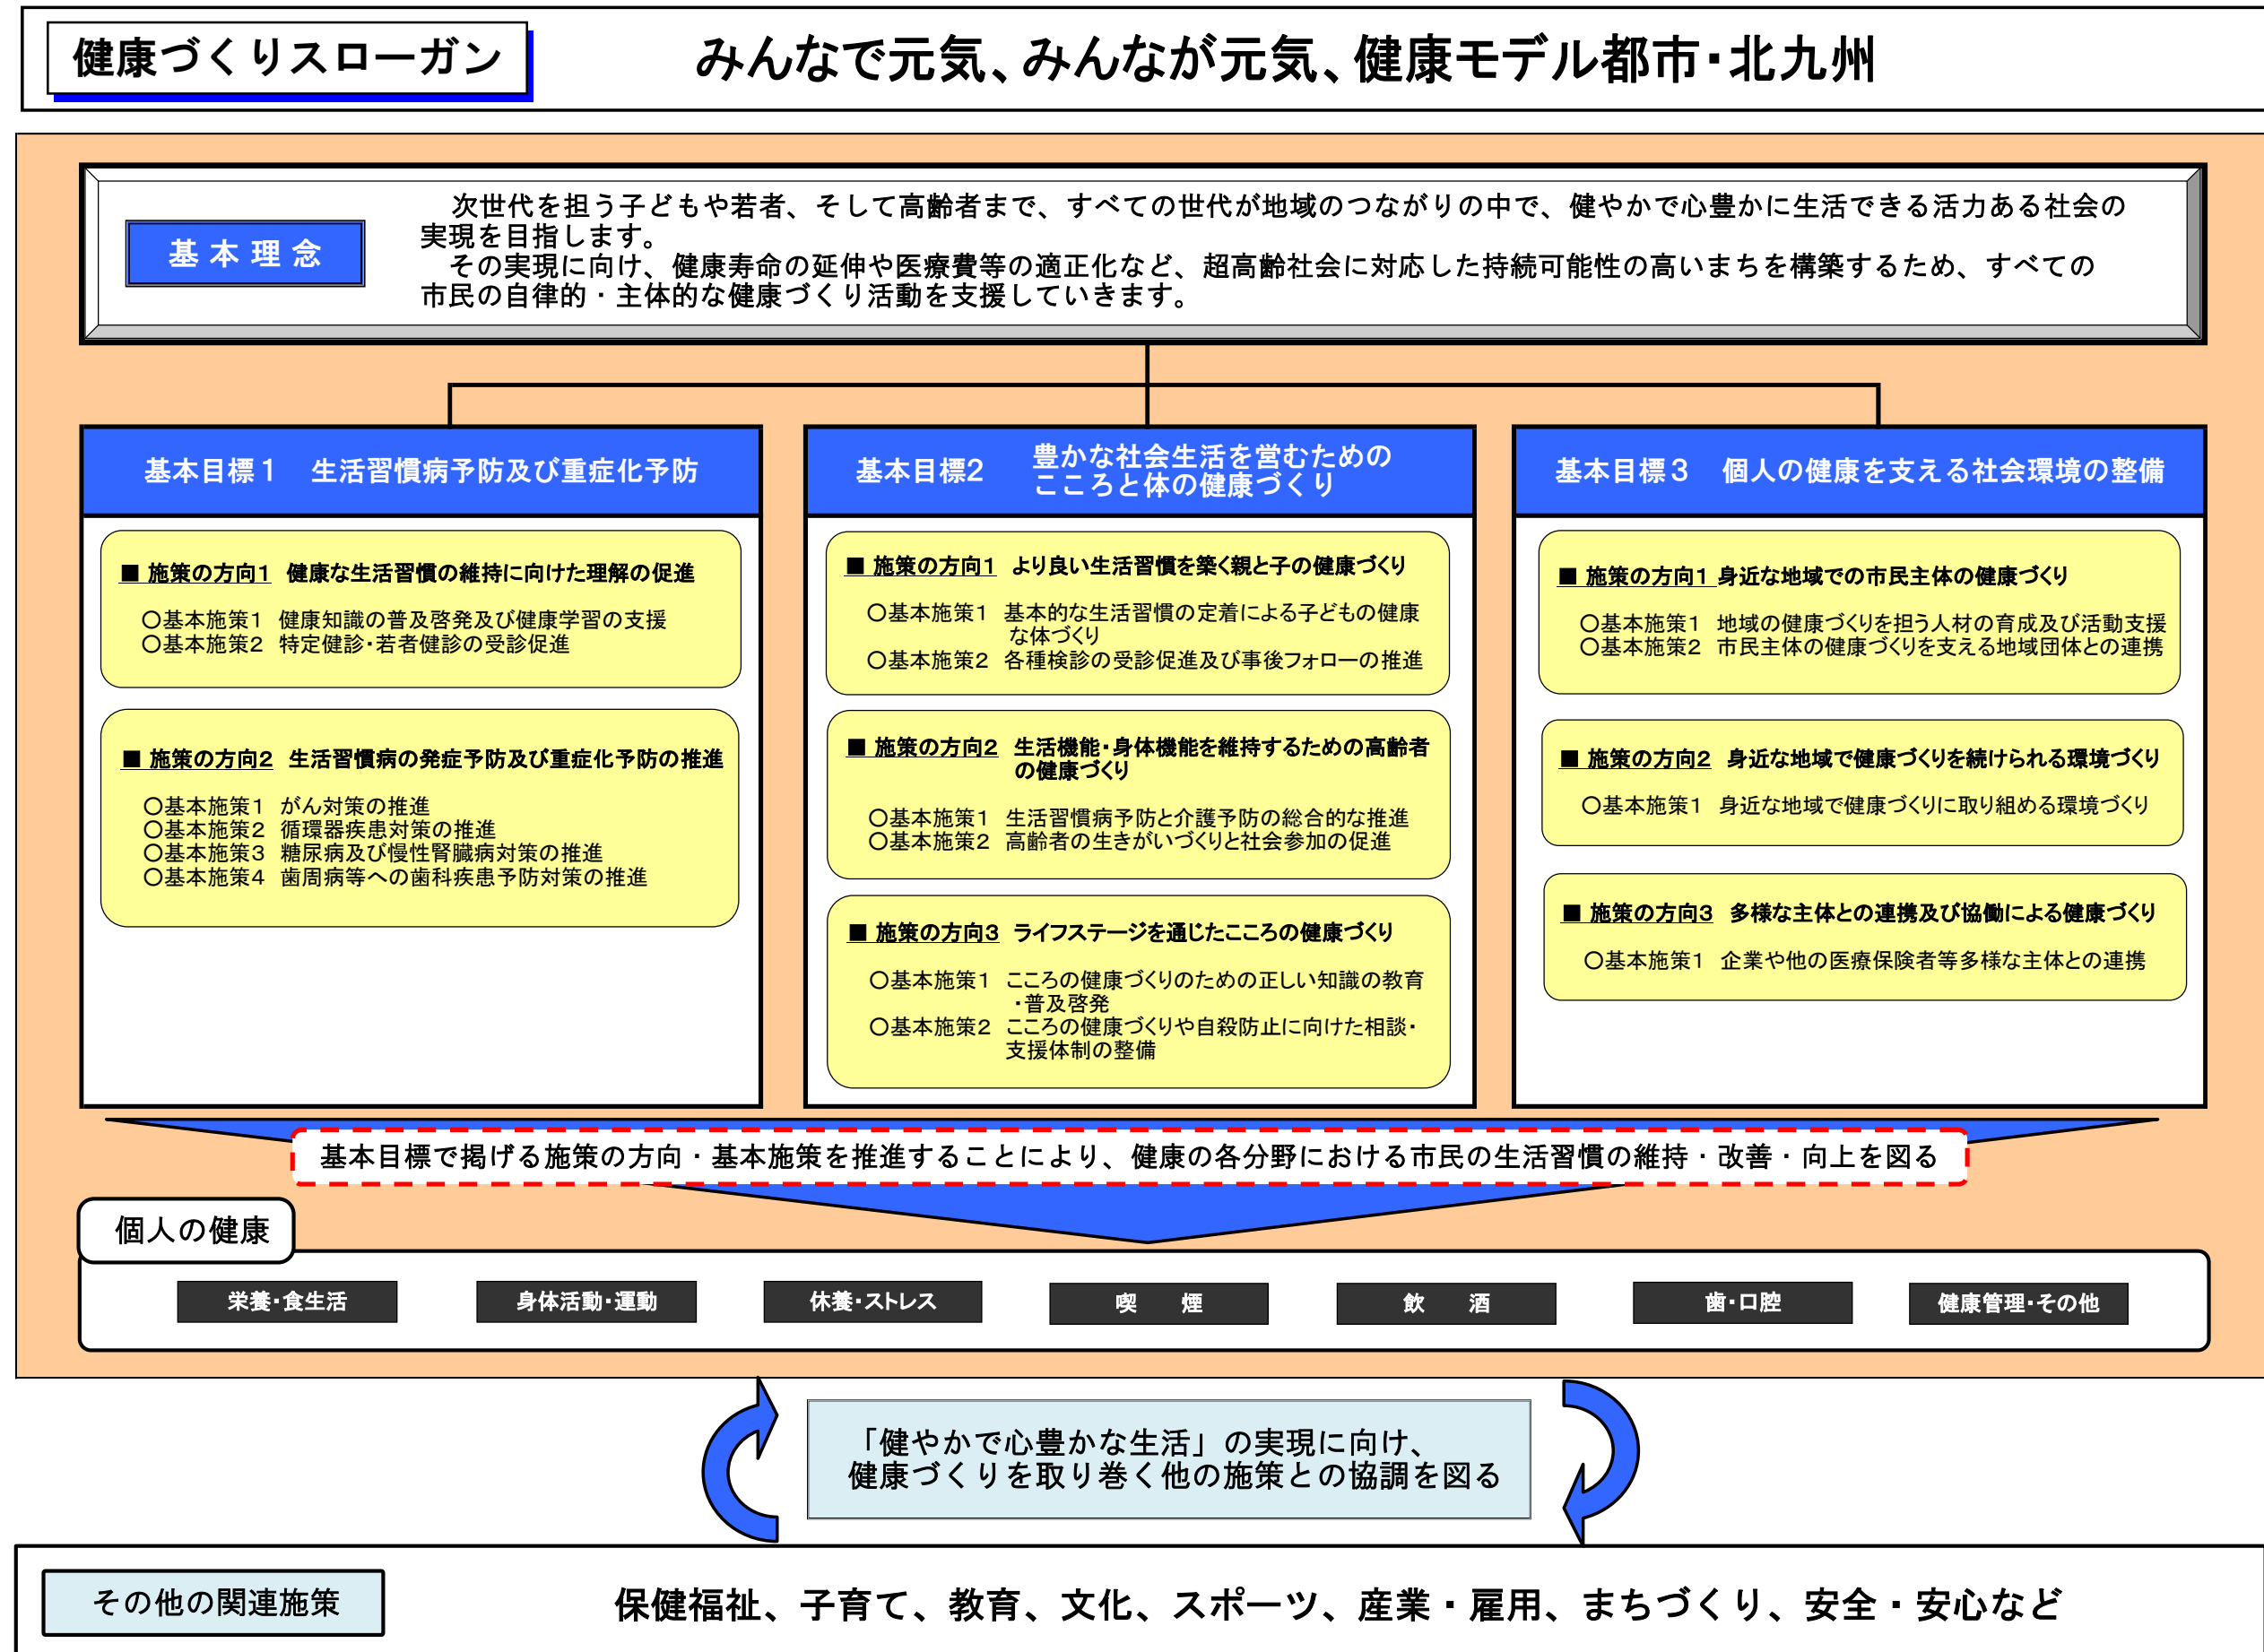 健康づくりスローガン
みんなで元気、みんなが元気、健康モデル都市・北九州
基本理念
次世代を担う子どもや若者、そして高齢者まで、すべての世代が地域のつながりの中で、健やかで心豊かに生活できる活力ある社会の
実現を目指します。
その実現に向け、健康寿命の延伸や医療費等の適正化など、超高齢社会に対応した持続可能性の高いまちを構築するため、すべての
市民の自律的・主体的な健康づくり活動を支援していきます。
基本目標１　生活習慣病予防及び重症化予防
■ 施策の方向１ 健康な生活習慣の維持に向けた理解の促進
○基本施策１ 健康知識の普及啓発及び健康学習の支援
○基本施策２ 特定健診・若者健診の受診促進
■ 施策の方向２ 生活習慣病の発症予防及び重症化予防の推進
○基本施策１ がん対策の推進
○基本施策２ 循環器疾患対策の推進
○基本施策３ 糖尿病及び慢性腎臓病対策の推進
○基本施策４ 歯周病等への歯科疾患予防対策の推進
基本目標2
豊かな社会生活を営むための
こころと体の健康づくり
■ 施策の方向１ より良い生活習慣を築く親と子の健康づくり
○基本施策１ 基本的な生活習慣の定着による子どもの健康
な体づくり
○基本施策２ 各種検診の受診促進及び事後フォローの推進
■ 施策の方向２ 生活機能・身体機能を維持するための高齢者
の健康づくり
○基本施策１ 生活習慣病予防と介護予防の総合的な推進
○基本施策２ 高齢者の生きがいづくりと社会参加の促進
■ 施策の方向３ ライフステージを通じたこころの健康づくり
○基本施策１ こころの健康づくりのための正しい知識の教育
・普及啓発
○基本施策２ こころの健康づくりや自殺防止に向けた相談・
支援体制の整備
基本目標３　個人の健康を支える社会環境の整備
■ 施策の方向１ 身近な地域での市民主体の健康づくり
○基本施策１ 地域の健康づくりを担う人材の育成及び活動支援
○基本施策２ 市民主体の健康づくりを支える地域団体との連携
■ 施策の方向２ 身近な地域で健康づくりを続けられる環境づくり
○基本施策１ 身近な地域で健康づくりに取り組める環境づくり
■ 施策の方向３ 多様な主体との連携及び協働による健康づくり
○基本施策１ 企業や他の医療保険者等多様な主体との連携
基本目標で掲げる施策の方向・基本施策を推進することにより、健康の各分野における市民の生活習慣の維持・改善・向上を図る
個人の健康
栄養・食生活
身体活動・運動
休養・ストレス
喫　煙
飲　酒
歯・口腔
健康管理・その他
「健やかで心豊かな生活」の実現に向け、
健康づくりを取り巻く他の施策との協調を図る
その他の関連施策
保健福祉、子育て、教育、文化、スポーツ、産業・雇用、まちづくり、安全・安心など